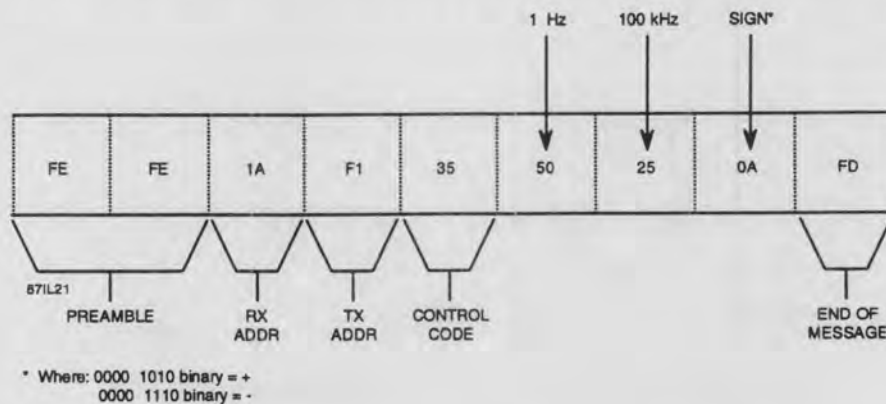 1 Hz 100 kHz SIGN*
FE FE 1A F1 35 50 25 0A FD
871L21
PREAMBLE RX ADDR TX ADDR CONTROL CODE END OF MESSAGE
* Where: 0000 1010 binary = +
0000 1110 binary = -